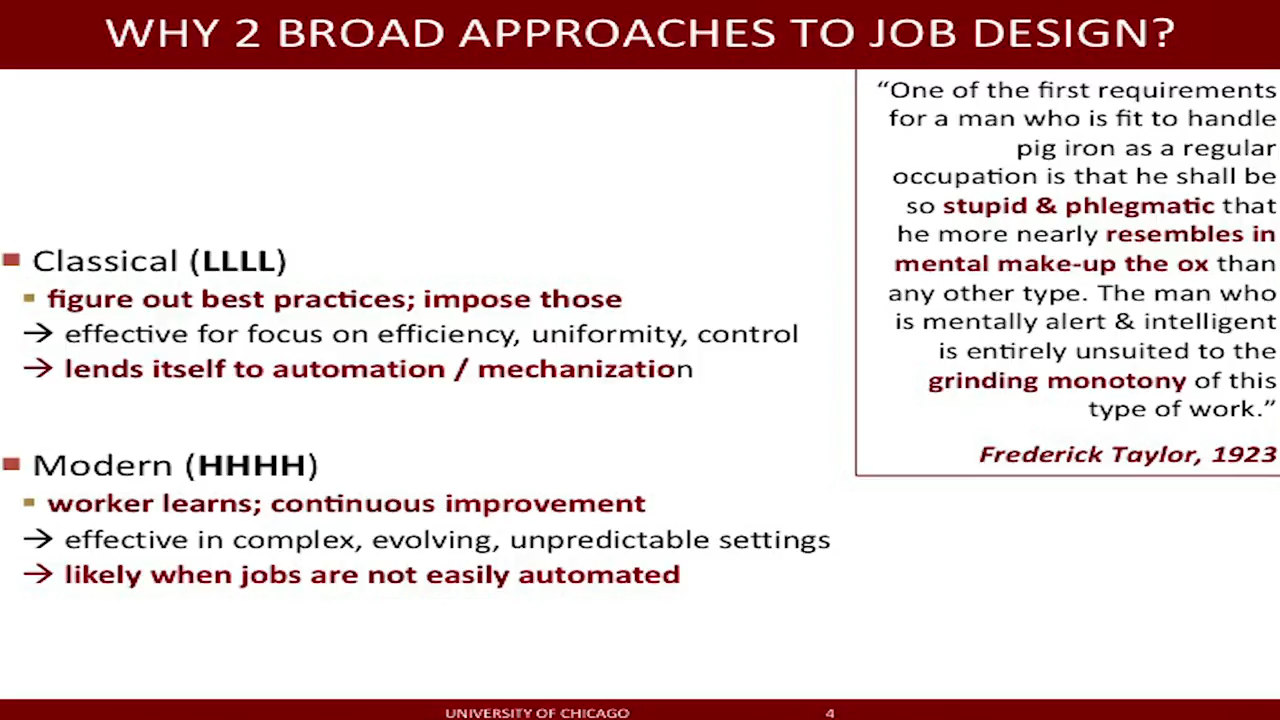 WHY 2 BROAD APPROACHES TO JOB DESIGN?
Classical (LLLL)
figure out best practices; impose those
→ effective for focus on efficiency, uniformity, control
→ lends itself to automation / mechanization
Modern (HHHH)
worker learns; continuous improvement
→ effective in complex, evolving, unpredictable settings
→ likely when jobs are not easily automated
“One of the first requirements
for a man who is fit to handle
pig iron as a regular
occupation is that he shall be
so stupid & phlegmatic that
he more nearly resembles in
mental make-up the ox than
any other type. The man who
is mentally alert & intelligent
is entirely unsuited to the
grinding monotony of this
type of work.”
Frederick Taylor, 1923
UNIVERSITY OF CHICAGO 4